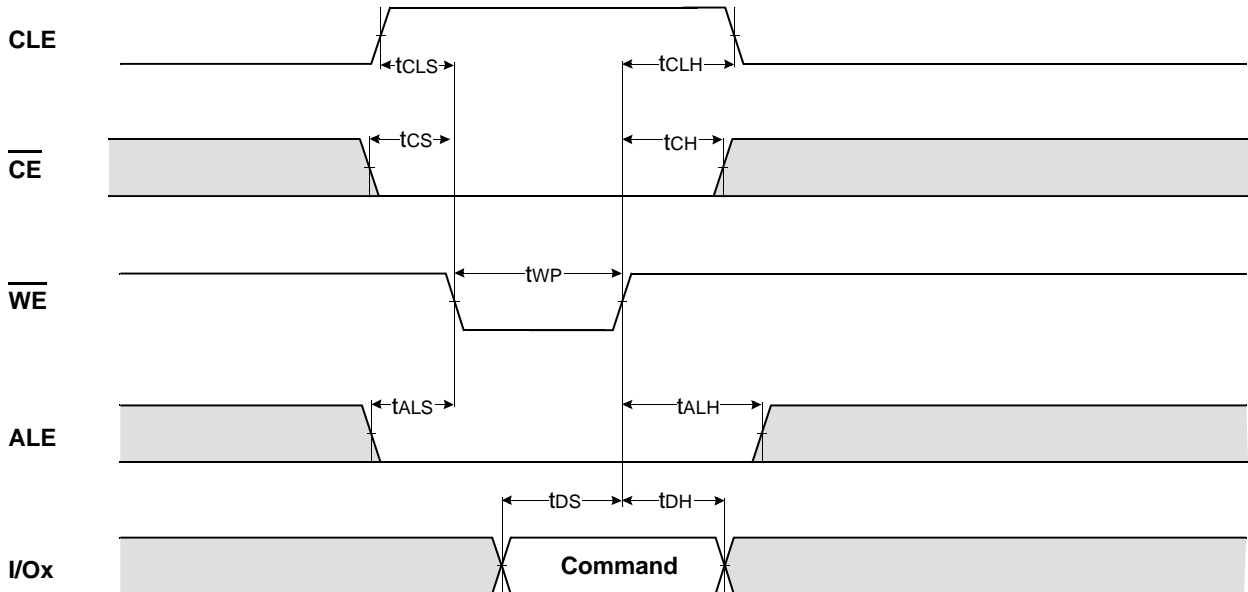 CLE
tCLS
tCLH
CE
tCS
tCH
WE
tWP
ALE
tALS
tALH
tDS
tDH
I/Ox
Command